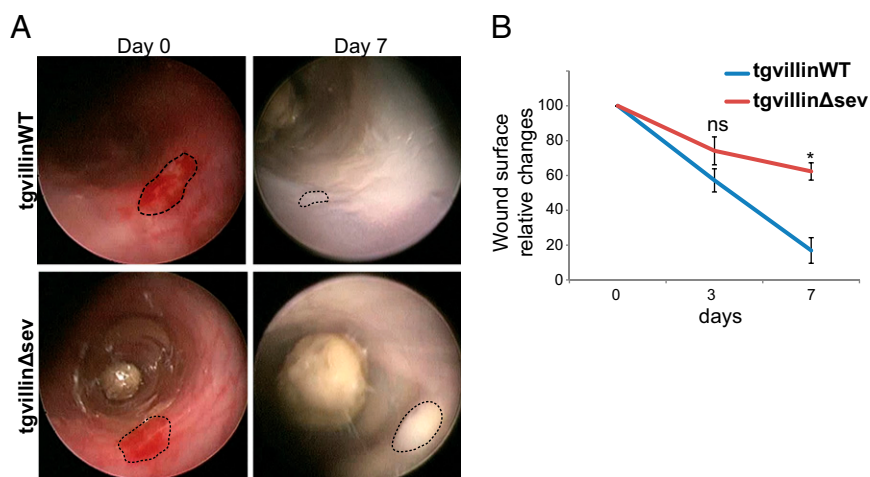 A
Day 0
Day 7
tgvillinWT
tgvillinΔsev
B
tgvillinWT
tgvillinΔsev
Wound surface
relative changes
100
80
60
40
20
0
ns
*
0
3
7
days